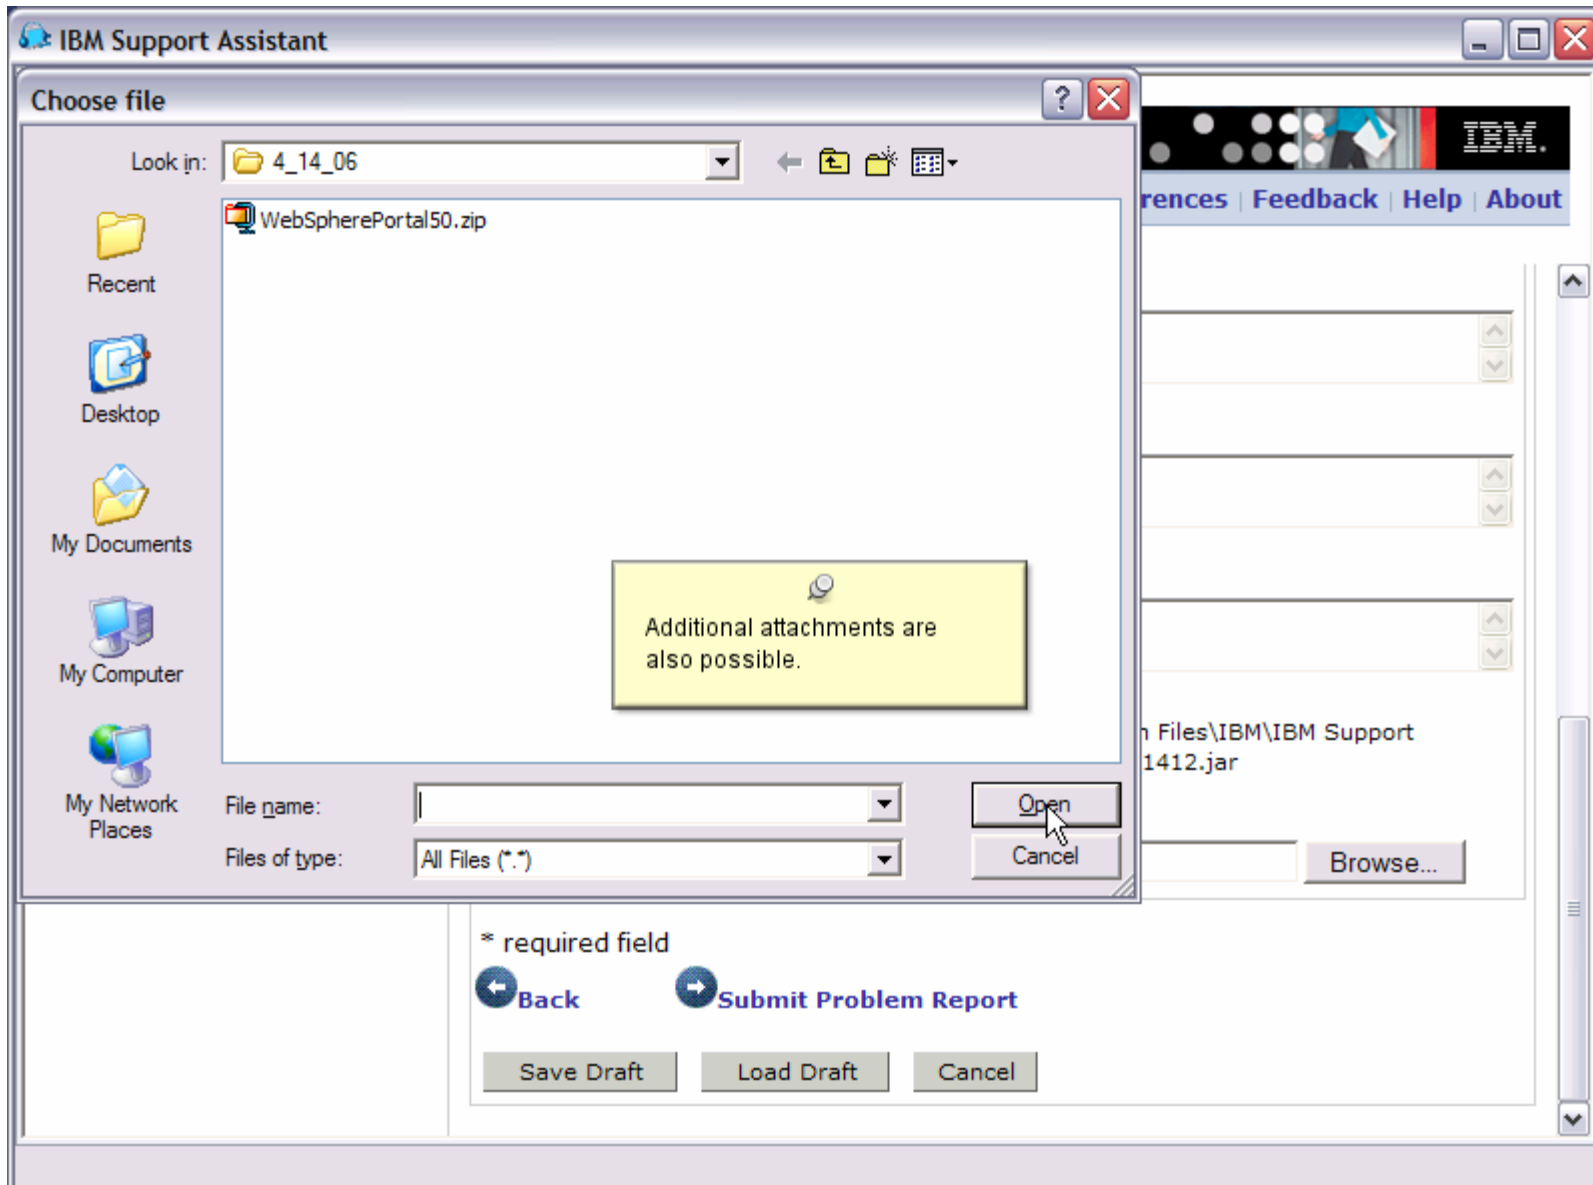 IBM Support Assistant
Choose file
Look in: 4_14_06
IBM.
rences | Feedback | Help | About
WebSpherePortal50.zip
Recent
Desktop
My Documents
My Computer
My Network
Places
Additional attachments are
also possible.
n Files\IBM\IBM Support
1412.jar
File name:
Open
Files of type: All Files (*.*)
Cancel
Browse...
* required field
Back Submit Problem Report
Save Draft Load Draft Cancel